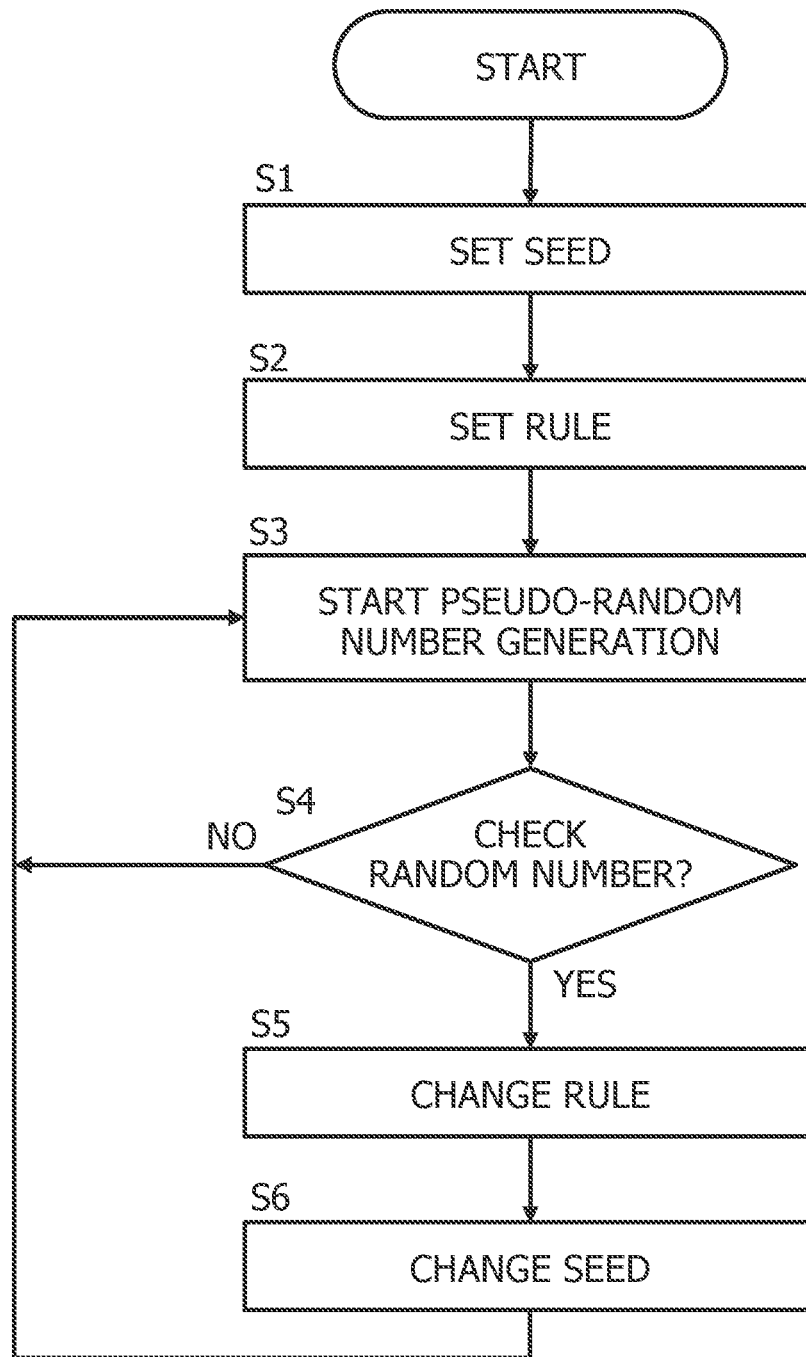 START
S1
SET SEED
S2
SET RULE
S3
START PSEUDO-RANDOM
NUMBER GENERATION
S4
NO
CHECK
RANDOM NUMBER?
YES
S5
CHANGE RULE
S6
CHANGE SEED